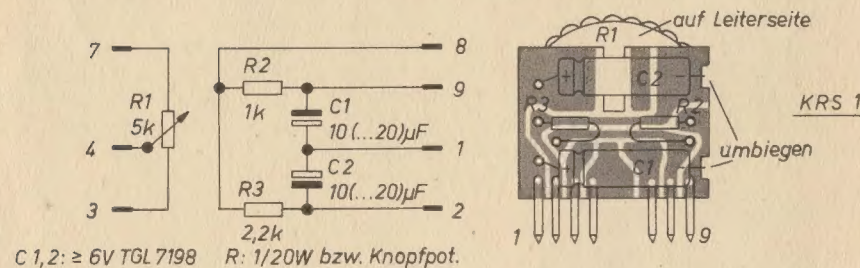 7
R1
5k
4
3
8
R2
1k
9
C1
10(...20)µF
1
C2
10(...20)µF
R3
2,2k
2
C1,2: ≥ 6V TGL 7198 R: 1/20W bzw. Knopfpot.
auf Leiterseite
R1
+ C2 -
R3 R2
C1
1 9
KRS 1
umbiegen